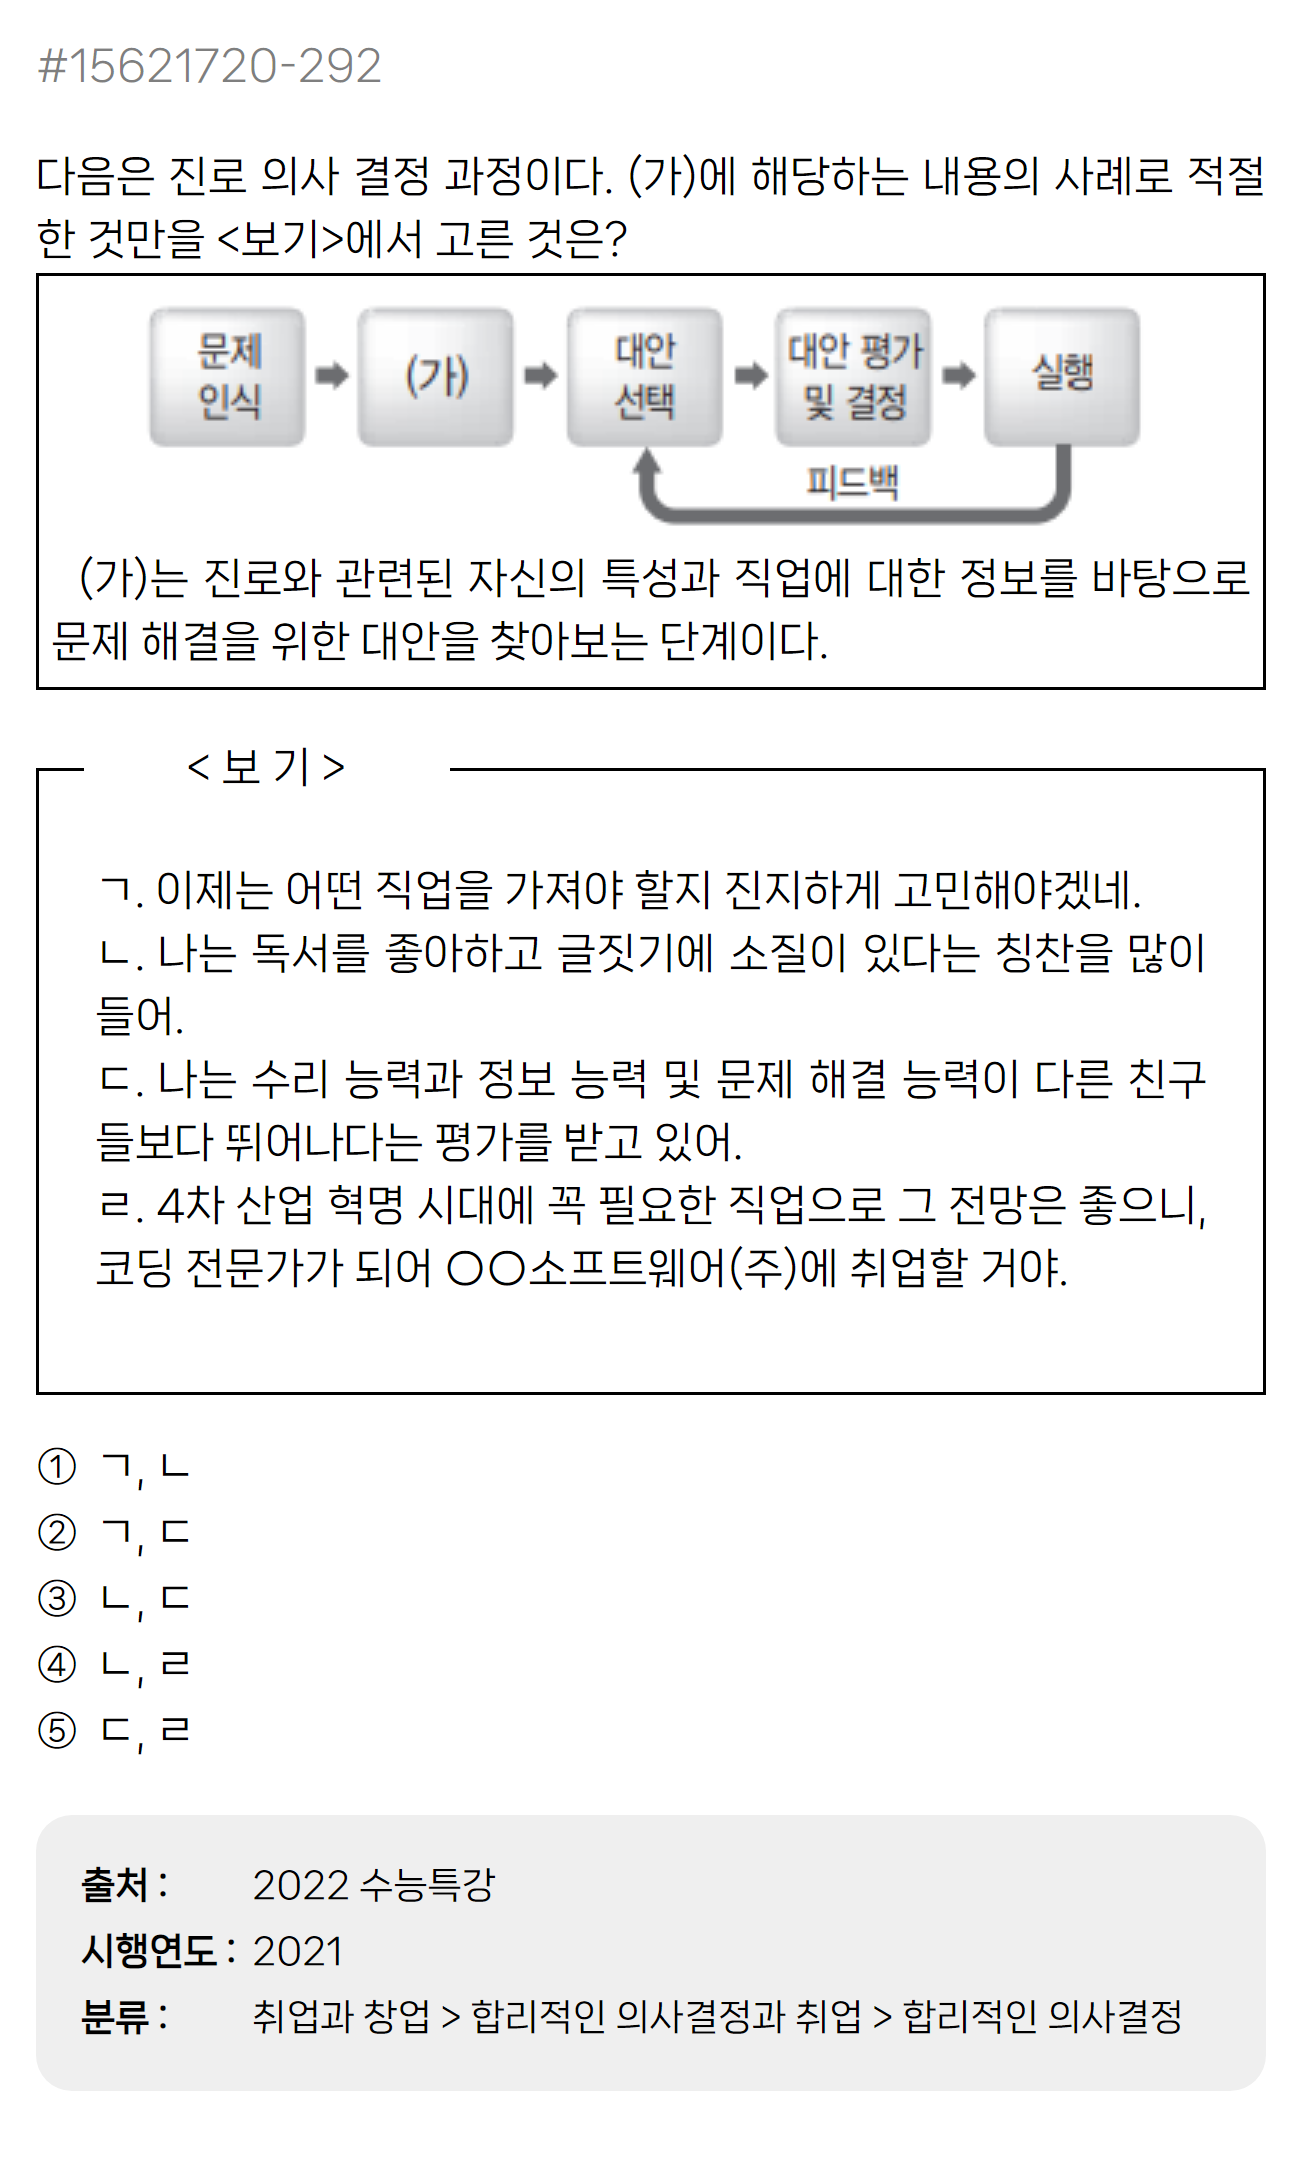 #15621720-292
다음은 진로 의사 결정 과정이다. (가)에 해당하는 내용의 사례로 적절
한 것만을 <보기>에서 고른 것은?
문제 인식
(가)
대안 선택
대안 평가 및 결정
실행
피드백
(가)는 진로와 관련된 자신의 특성과 직업에 대한 정보를 바탕으로
문제 해결을 위한 대안을 찾아보는 단계이다.
< 보 기 >
ㄱ. 이제는 어떤 직업을 가져야 할지 진지하게 고민해야겠네.
ㄴ. 나는 독서를 좋아하고 글짓기에 소질이 있다는 칭찬을 많이
들어.
ㄷ. 나는 수리 능력과 정보 능력 및 문제 해결 능력이 다른 친구
들보다 뛰어나다는 평가를 받고 있어.
ㄹ. 4차 산업 혁명 시대에 꼭 필요한 직업으로 그 전망은 좋으니,
코딩 전문가가 되어 ○○소프트웨어(주)에 취업할 거야.
① ㄱ, ㄴ
② ㄱ, ㄷ
③ ㄴ, ㄷ
④ ㄴ, ㄹ
⑤ ㄷ, ㄹ
출처 : 2022 수능특강
시행연도 : 2021
분류 : 취업과 창업 > 합리적인 의사결정과 취업 > 합리적인 의사결정